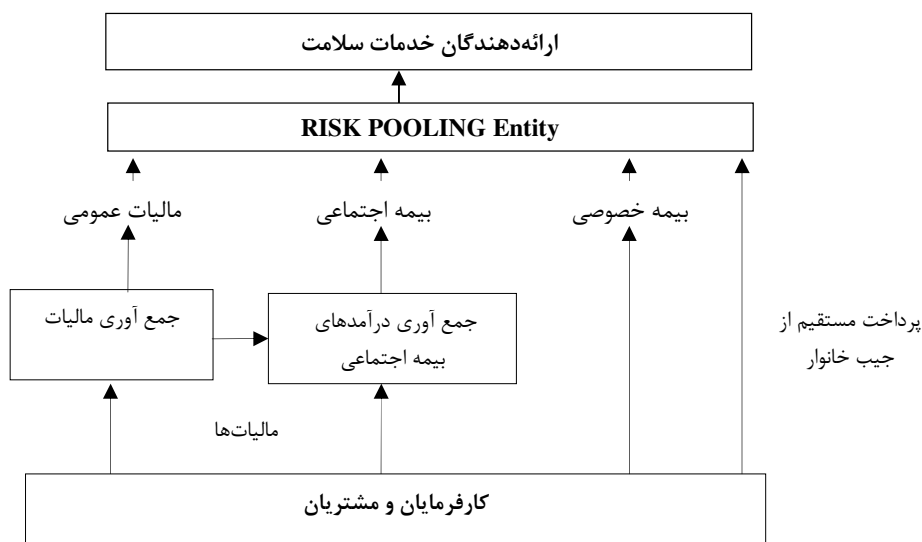 ارائه‌دهندگان خدمات سلامت
RISK POOLING Entity
مالیات عمومی
بیمه اجتماعی
بیمه خصوصی
جمع آوری مالیات
جمع آوری درآمدهای
بیمه اجتماعی
پرداخت مستقیم از
جیب خانوار
مالیات‌ها
کارفرمایان و مشتریان